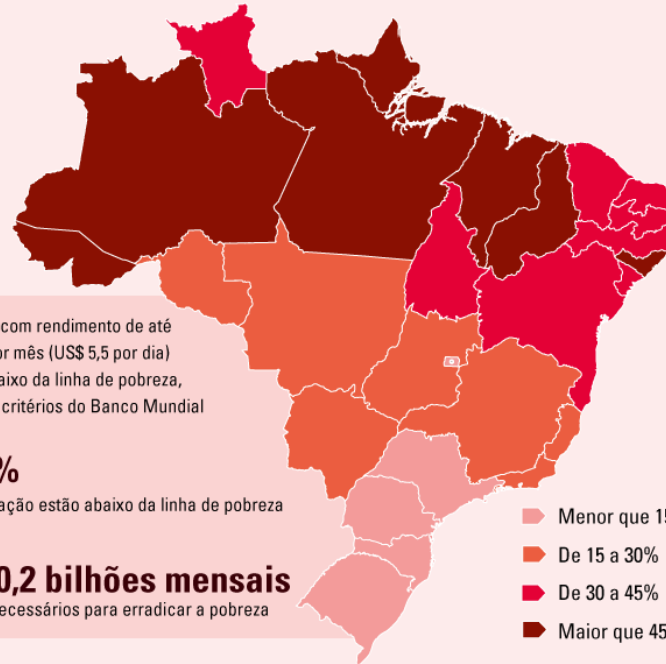 com rendimento de até
or mês (US$ 5,5 por dia)
aixo da linha de pobreza,
critérios do Banco Mundial
%
ação estão abaixo da linha de pobreza
0,2 bilhões mensais
ecessários para erradicar a pobreza
Menor que 15
De 15 a 30%
De 30 a 45%
Maior que 45